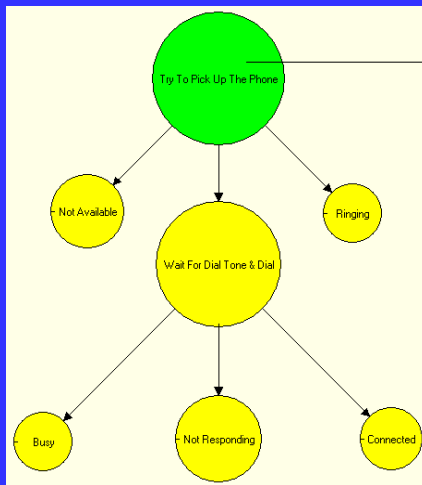 Try To Pick Up The Phone
Not Available
Ringing
Wait For Dial Tone & Dial
Busy
Not Responding
Connected